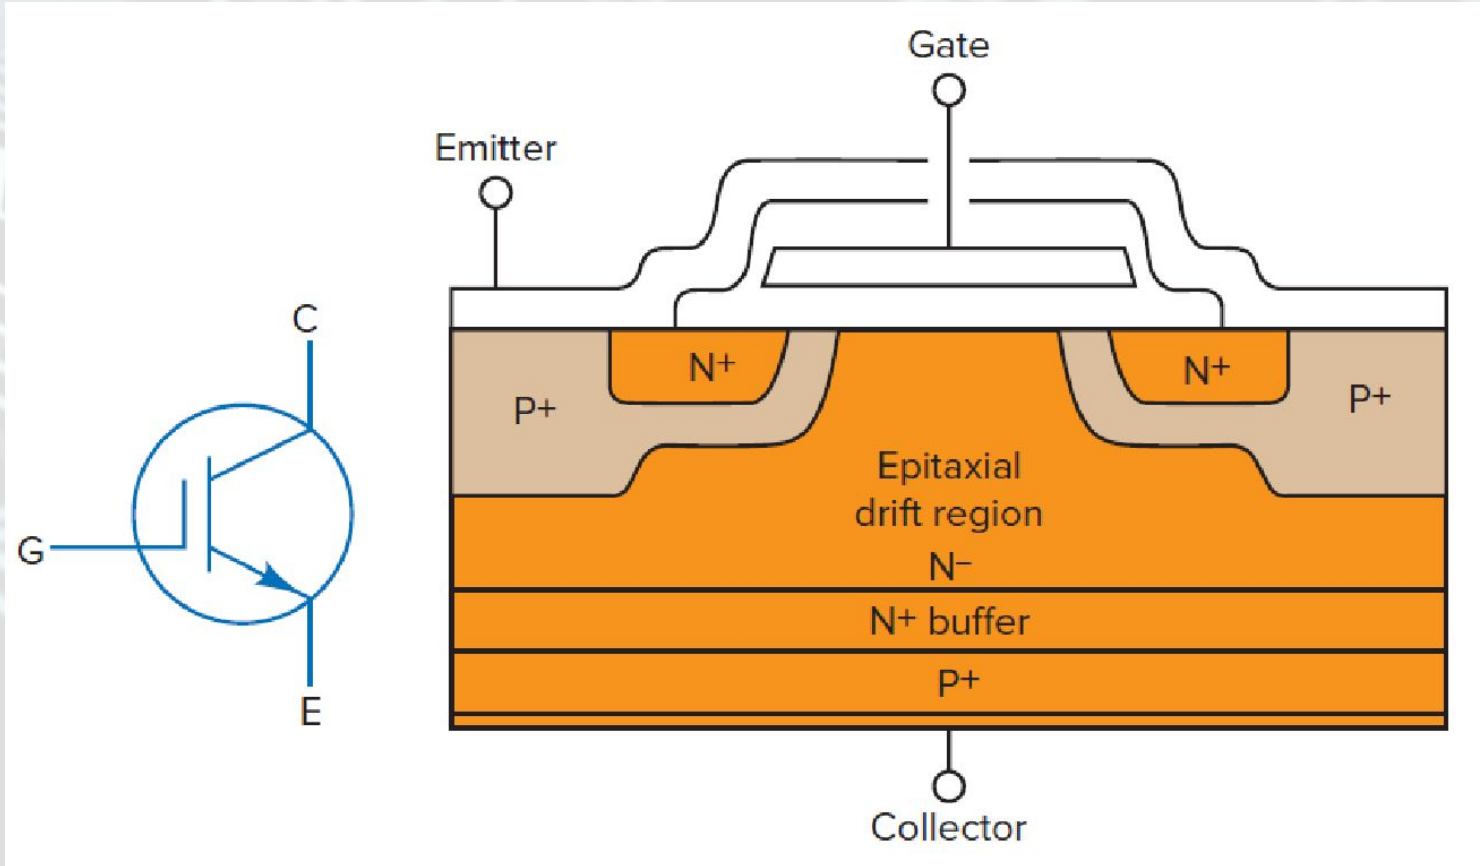 Gate
Emitter
C
G
E
N+
N+
P+
P+
Epitaxial
drift region
N−
N+ buffer
P+
Collector